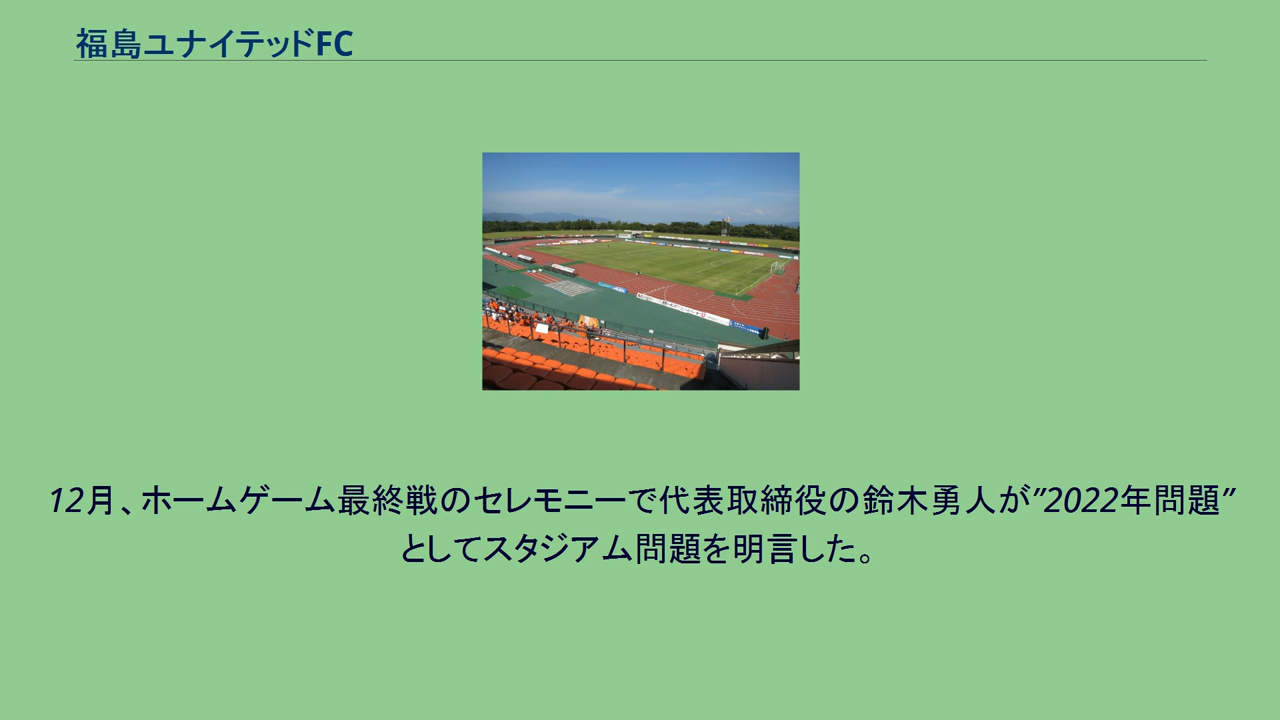 福島ユナイテッドFC
12月、ホームゲーム最終戦のセレモニーで代表取締役の鈴木勇人が"2022年問題"
としてスタジアム問題を明言した。